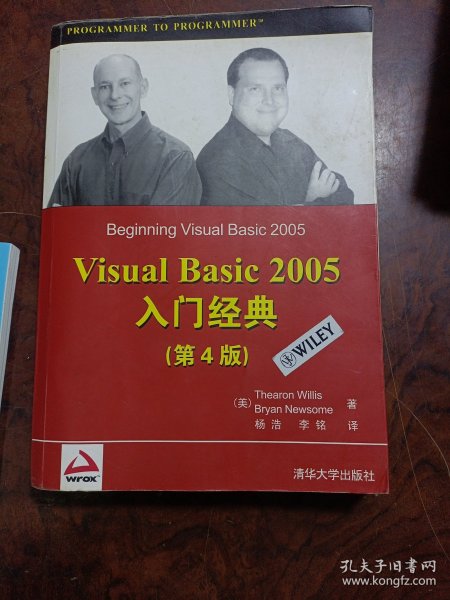 PROGRAMMER TO PROGRAMMER™
Beginning Visual Basic 2005
Visual Basic 2005
入门经典
(第4版)
WILEY
(美) Thearon Willis
Bryan Newsome 著
杨浩 李铭 译
wrox™
清华大学出版社
孔夫子旧书网
www.kongfz.com